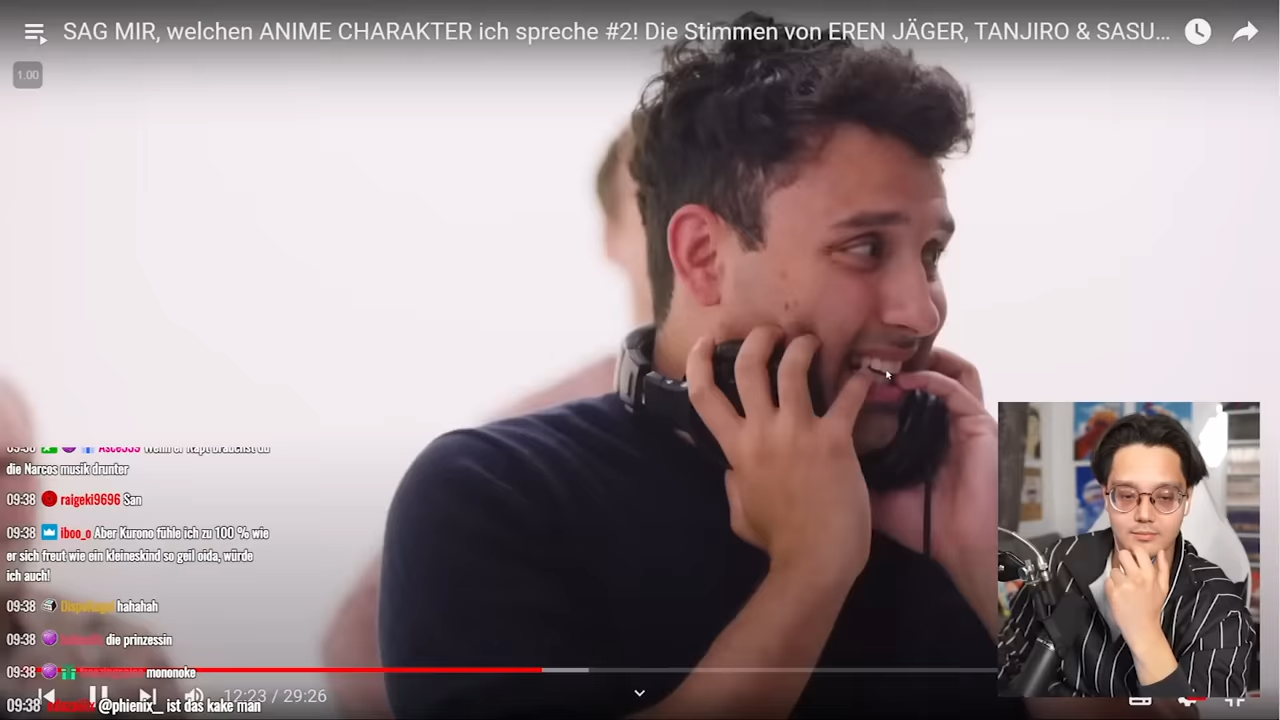 SAG MIR, welchen ANIME CHARAKTER ich spreche #2! Die Stimmen von EREN JÄGER, TANJIRO & SASU...
1.00
die Narcos musik drunter
09:38 raigeki9696 San
09:38 iboo_o Aber Kurono fühle ich zu 100 % wie
er sich freut wie ein kleineskind so geil oida, würde
ich auch!
09:38 hahahah
09:38 die prinzessin
09:38 mononoke
12:23 / 29:26
09:38 @phienix__ ist das kake man